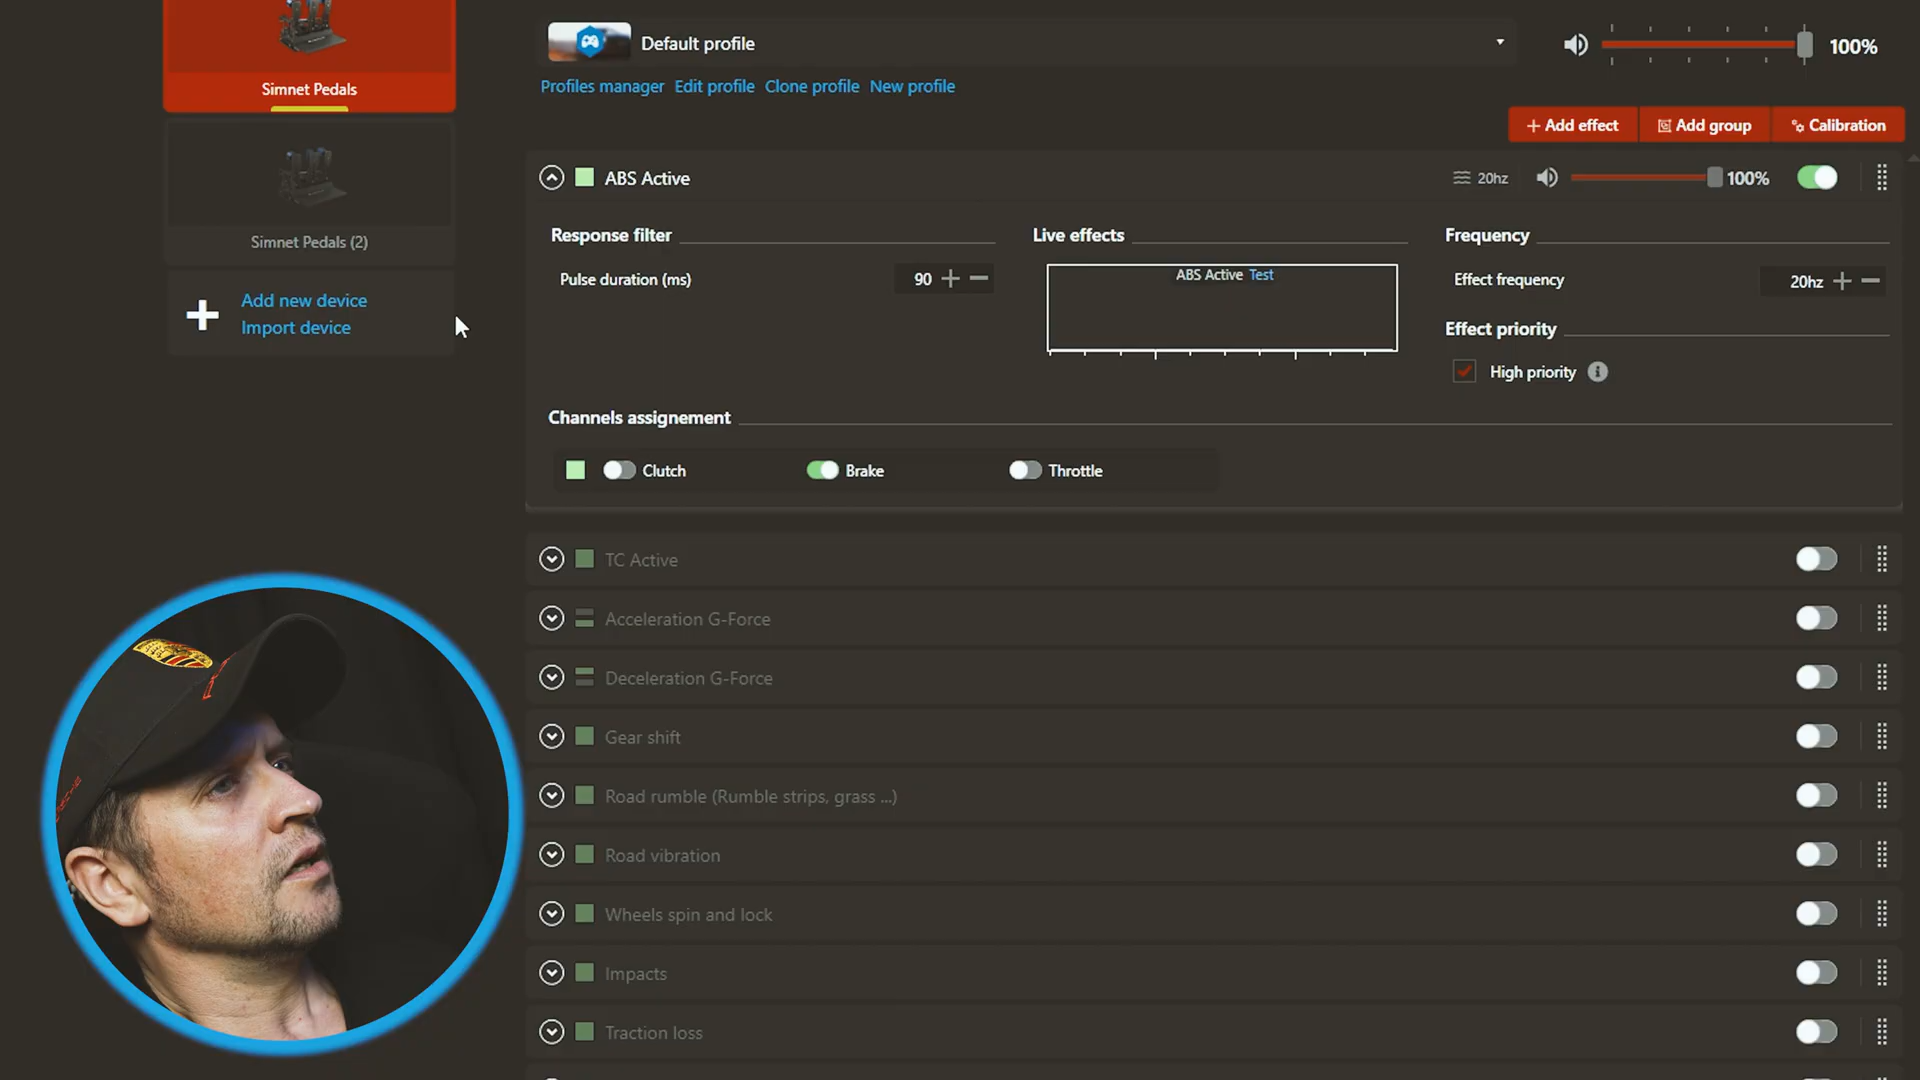 Simnet Pedals
Simnet Pedals (2)
Add new device
Import device
Default profile
100%
Profiles manager Edit profile Clone profile New profile
Add effect Add group Calibration
ABS Active 20hz 100%
Response filter Live effects Frequency
Pulse duration (ms) 90 ABS Active Test Effect frequency 20hz
Effect priority
High priority
Channels assignement
Clutch Brake Throttle
TC Active
Acceleration G-Force
Deceleration G-Force
Gear shift
Road rumble (Rumble strips, grass ...)
Road vibration
Wheels spin and lock
Impacts
Traction loss